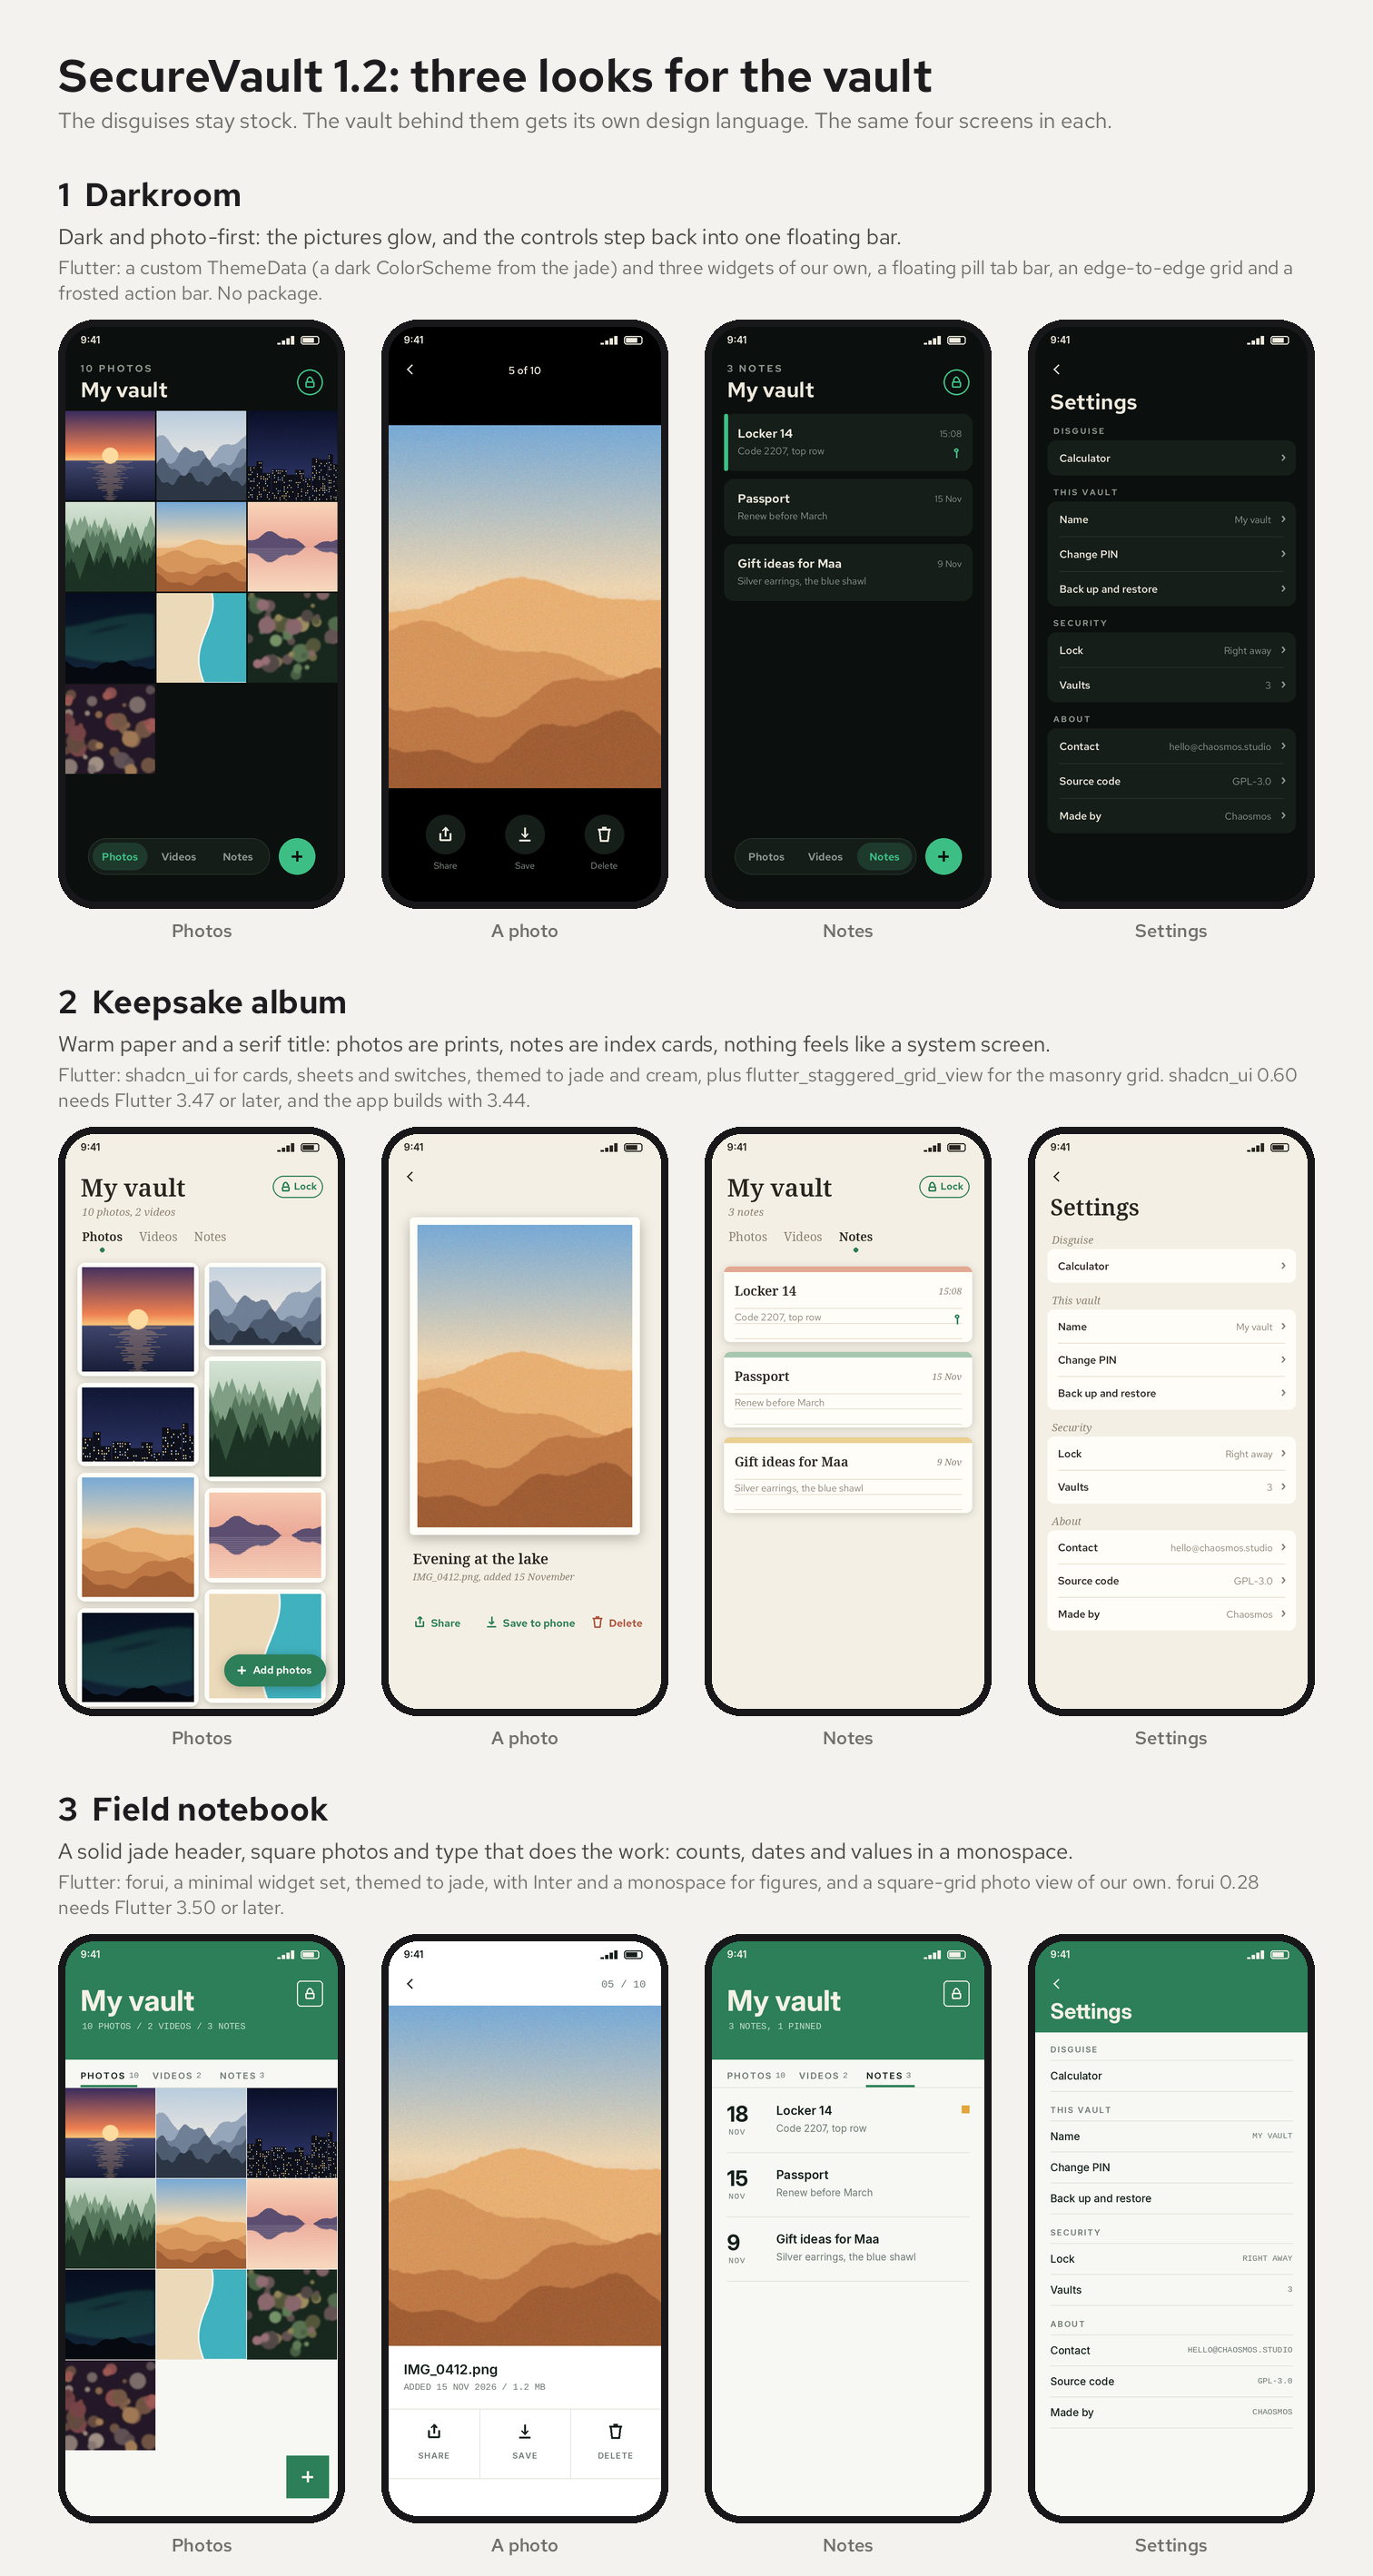 SecureVault 1.2: three looks for the vault
The disguises stay stock. The vault behind them gets its own design language. The same four screens in each.
1 Darkroom
Dark and photo-first: the pictures glow, and the controls step back into one floating bar.
Flutter: a custom ThemeData (a dark ColorScheme from the jade) and three widgets of our own, a floating pill tab bar, an edge-to-edge grid and a
frosted action bar. No package.
9:41
10 PHOTOS
My vault
Photos
Videos
Notes
9:41
5 of 10
Share
Save
Delete
9:41
3 NOTES
My vault
Locker 14
15:08
Code 2207, top row
Passport
15 Nov
Renew before March
Gift ideas for Maa
9 Nov
Silver earrings, the blue shawl
Photos
Videos
Notes
9:41
Settings
DISGUISE
Calculator
THIS VAULT
Name
My vault
Change PIN
Back up and restore
SECURITY
Lock
Right away
Vaults
3
ABOUT
Contact
hello@chaosmos.studio
Source code
GPL-3.0
Made by
Chaosmos
Photos
A photo
Notes
Settings
2 Keepsake album
Warm paper and a serif title: photos are prints, notes are index cards, nothing feels like a system screen.
Flutter: shadcn_ui for cards, sheets and switches, themed to jade and cream, plus flutter_staggered_grid_view for the masonry grid. shadcn_ui 0.60
needs Flutter 3.47 or later, and the app builds with 3.44.
9:41
My vault
Lock
10 photos, 2 videos
Photos
Videos
Notes
Add photos
9:41
Evening at the lake
IMG_0412.png, added 15 November
Share
Save to phone
Delete
9:41
My vault
Lock
3 notes
Photos
Videos
Notes
Locker 14
15:08
Code 2207, top row
Passport
15 Nov
Renew before March
Gift ideas for Maa
9 Nov
Silver earrings, the blue shawl
9:41
Settings
Disguise
Calculator
This vault
Name
My vault
Change PIN
Back up and restore
Security
Lock
Right away
Vaults
3
About
Contact
hello@chaosmos.studio
Source code
GPL-3.0
Made by
Chaosmos
Photos
A photo
Notes
Settings
3 Field notebook
A solid jade header, square photos and type that does the work: counts, dates and values in a monospace.
Flutter: forui, a minimal widget set, themed to jade, with Inter and a monospace for figures, and a square-grid photo view of our own. forui 0.28
needs Flutter 3.50 or later.
9:41
My vault
10 PHOTOS / 2 VIDEOS / 3 NOTES
PHOTOS 10
VIDEOS 2
NOTES 3
9:41
05 / 10
IMG_0412.png
ADDED 15 NOV 2026 / 1.2 MB
SHARE
SAVE
DELETE
9:41
My vault
3 NOTES, 1 PINNED
PHOTOS 10
VIDEOS 2
NOTES 3
18
NOV
Locker 14
Code 2207, top row
15
NOV
Passport
Renew before March
9
NOV
Gift ideas for Maa
Silver earrings, the blue shawl
9:41
Settings
DISGUISE
Calculator
THIS VAULT
Name
MY VAULT
Change PIN
Back up and restore
SECURITY
Lock
RIGHT AWAY
Vaults
3
ABOUT
Contact
HELLO@CHAOSMOS.STUDIO
Source code
GPL-3.0
Made by
CHAOSMOS
Photos
A photo
Notes
Settings